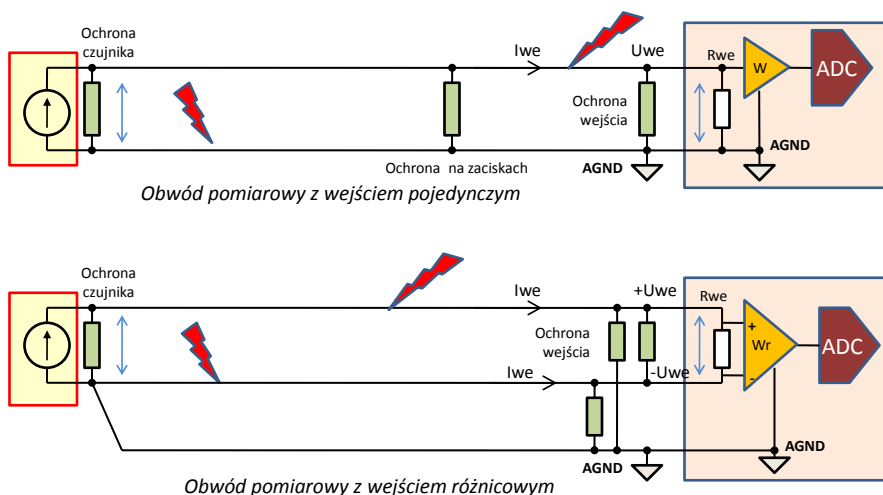 Ochrona
czujnika
Iwe
Uwe
Rwe
W
ADC
Ochrona
wejścia
AGND
Ochrona na zaciskach
AGND
Obwód pomiarowy z wejściem pojedynczym
Ochrona
czujnika
Iwe
+Uwe
Rwe
+
Wr
-
ADC
Ochrona
wejścia
Iwe
-Uwe
AGND
AGND
Obwód pomiarowy z wejściem różnicowym